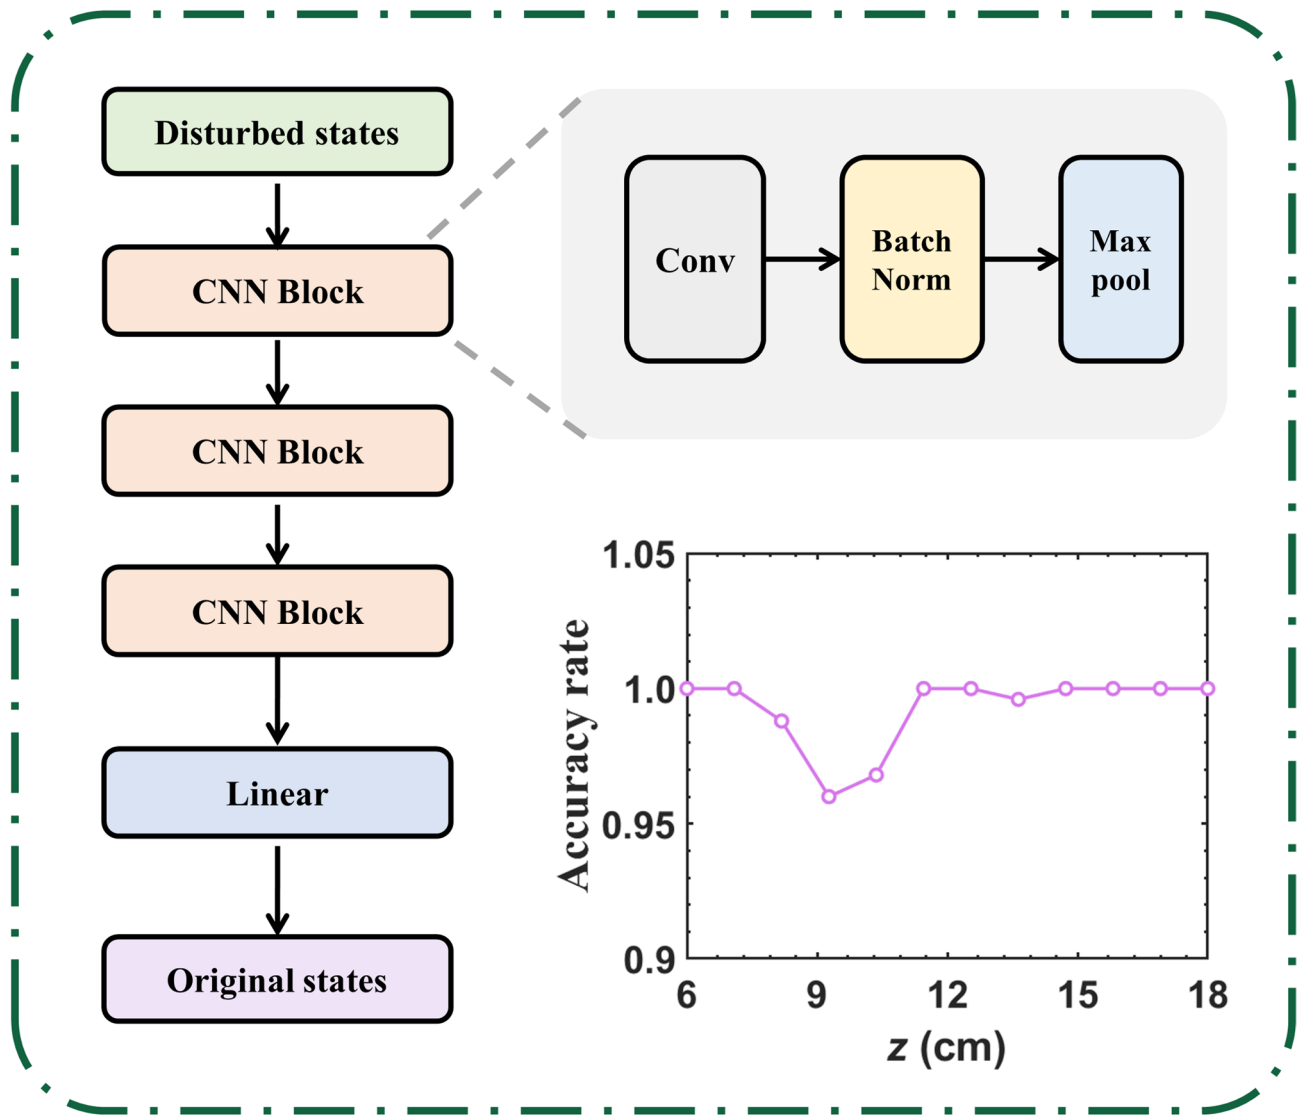 Disturbed states
CNN Block
CNN Block
CNN Block
Linear
Original states
Conv
Batch
Norm
Max
pool
1.05
1.0
0.95
0.9
Accuracy rate
6 9 12 15 18
z (cm)